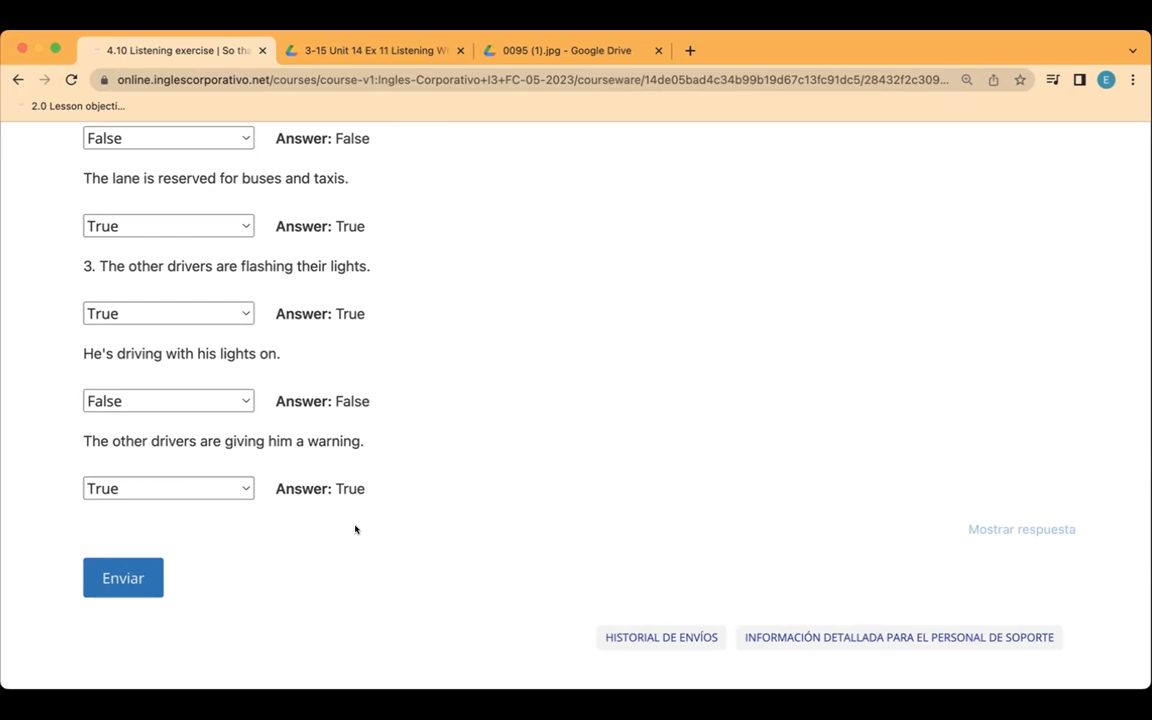 4.10 Listening exercise | So tha
3-15 Unit 14 Ex 11 Listening W
0095 (1).jpg - Google Drive
online.inglescorporativo.net/courses/course-v1:Ingles-Corporativo+I3+FC-05-2023/courseware/14de05bad4c34b99b19d67c13fc91dc5/28432f2c309...
E
2.0 Lesson objecti...
False Answer: False
The lane is reserved for buses and taxis.
True Answer: True
3. The other drivers are flashing their lights.
True Answer: True
He's driving with his lights on.
False Answer: False
The other drivers are giving him a warning.
True Answer: True
Mostrar respuesta
Enviar
HISTORIAL DE ENVÍOS
INFORMACIÓN DETALLADA PARA EL PERSONAL DE SOPORTE